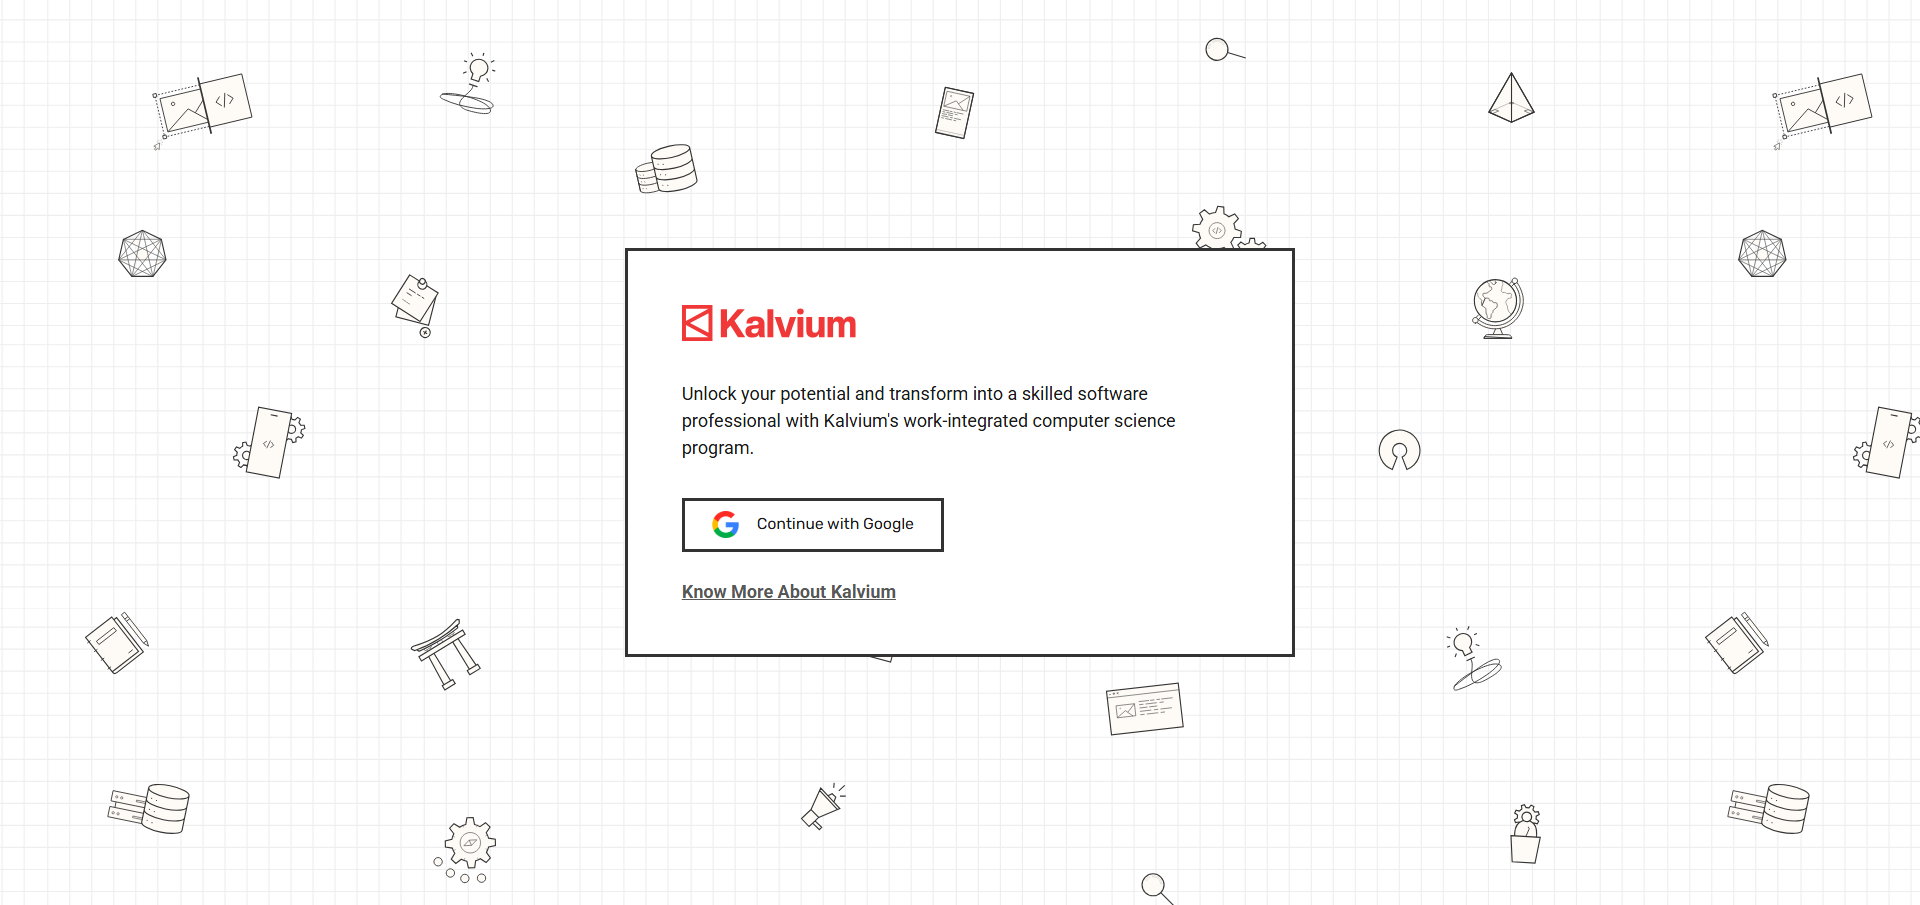 Kalvium
Unlock your potential and transform into a skilled software
professional with Kalvium's work-integrated computer science
program.
Continue with Google
Know More About Kalvium